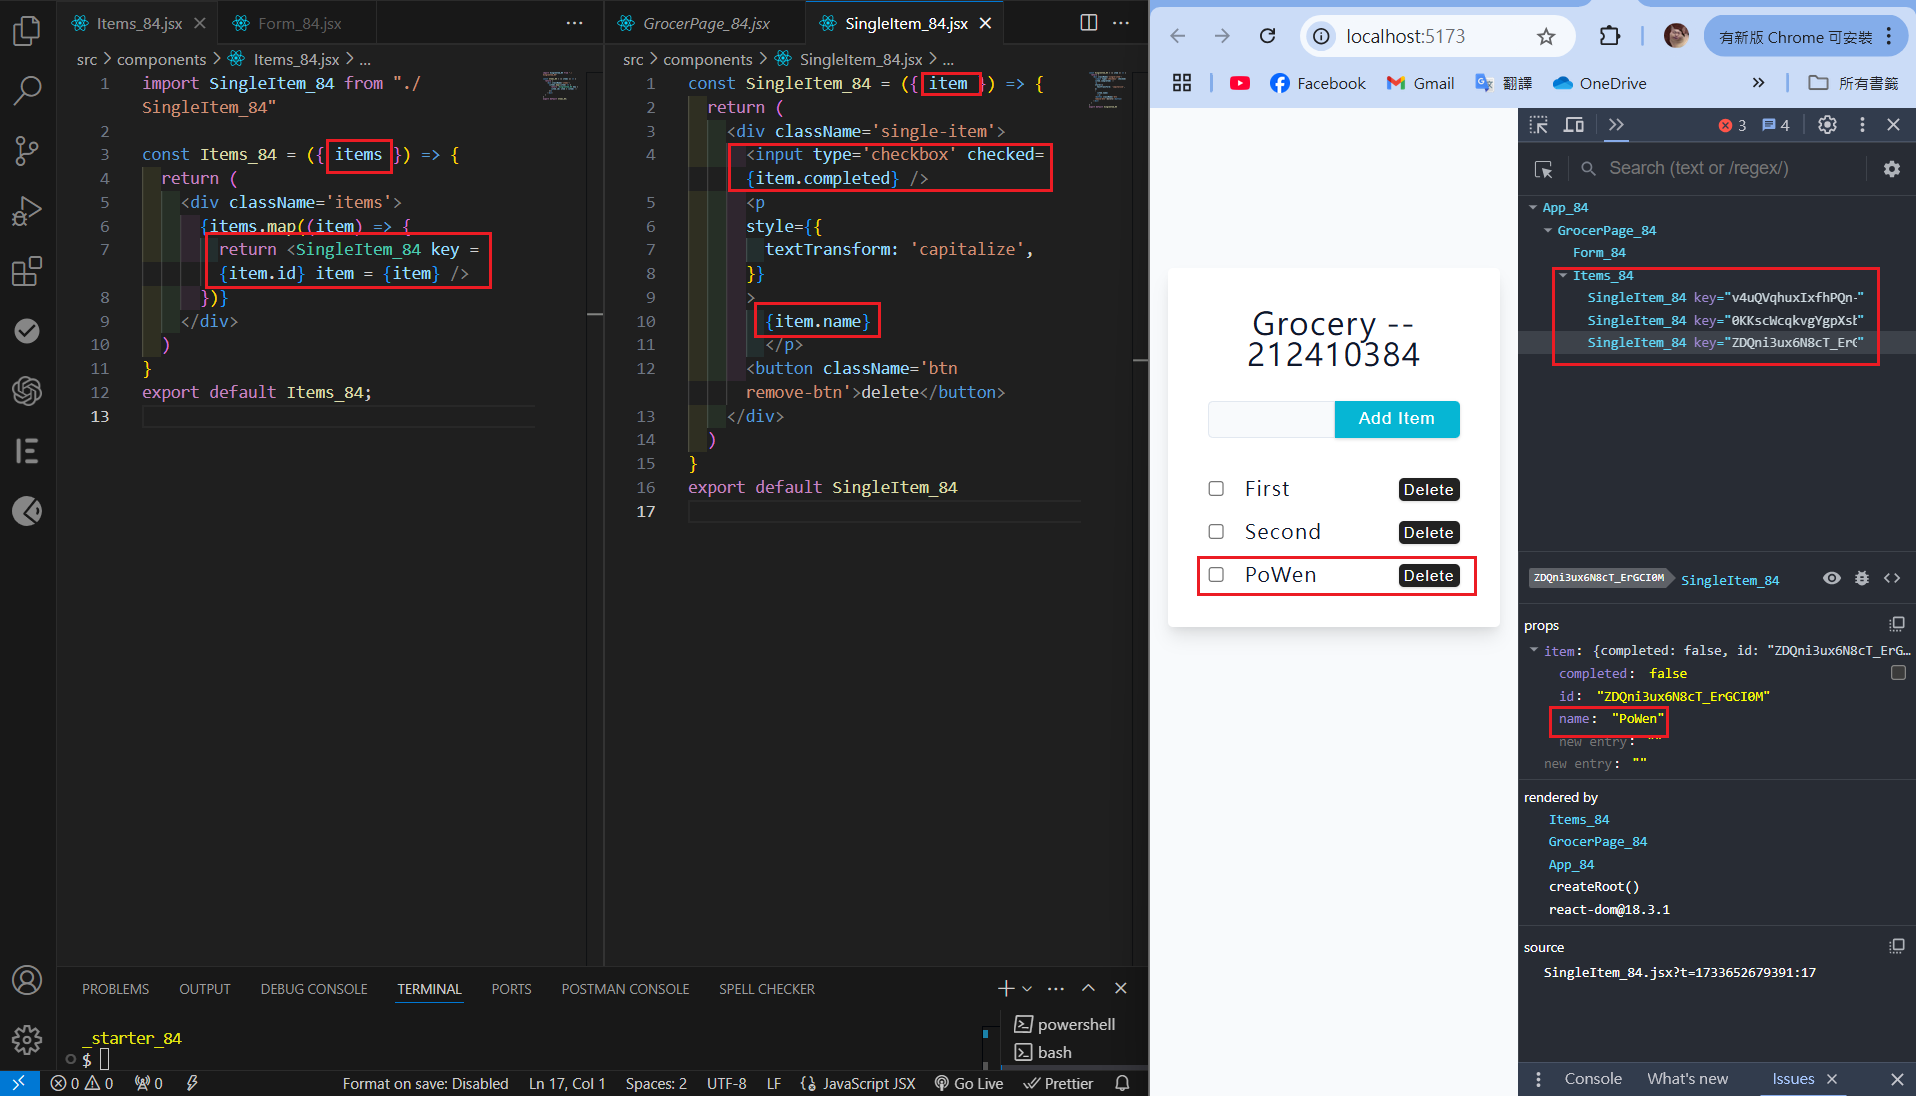 Items_84.jsx
Form_84.jsx
GrocerPage_84.jsx
SingleItem_84.jsx
src > components > Items_84.jsx > ...
1 import SingleItem_84 from "./
SingleItem_84"
2
3 const Items_84 = ({ items }) => {
4 return (
5 <div className='items'>
6 {items.map((item) => {
7 return <SingleItem_84 key =
{item.id} item = {item} />
8 })}
9 </div>
10 )
11 }
12 export default Items_84;
13
src > components > SingleItem_84.jsx > ...
1 const SingleItem_84 = ({ item }) => {
2 return (
3 <div className='single-item'>
4 <input type='checkbox' checked=
{item.completed} />
5 <p
6 style={{
7 textTransform: 'capitalize',
8 }}
9 >
10 {item.name}
11 </p>
12 <button className='btn
remove-btn'>delete</button>
13 </div>
14 )
15 }
16 export default SingleItem_84
17
PROBLEMS OUTPUT DEBUG CONSOLE TERMINAL PORTS POSTMAN CONSOLE SPELL CHECKER
_starter_84
$
powershell
bash
0 0 0 Format on save: Disabled Ln 17, Col 1 Spaces: 2 UTF-8 LF JavaScript JSX Go Live Prettier
localhost:5173
有新版 Chrome 可安裝
Facebook Gmail 翻譯 OneDrive » 所有書籤
Grocery --
212410384
Add Item
First Delete
Second Delete
PoWen Delete
3 4
Search (text or /regex/)
App_84
GrocerPage_84
Form_84
Items_84
SingleItem_84 key="v4uQVqhuxIxfhPQn-"
SingleItem_84 key="0KKscWcqkvgYgpXst"
SingleItem_84 key="ZDQni3ux6N8cT_ErG"
ZDQni3ux6N8cT_ErGCI0M SingleItem_84
props
item: {completed: false, id: "ZDQni3ux6N8cT_ErG…
completed: false
id: "ZDQni3ux6N8cT_ErGCI0M"
name: "PoWen"
new entry: ""
new entry: ""
rendered by
Items_84
GrocerPage_84
App_84
createRoot()
react-dom@18.3.1
source
SingleItem_84.jsx?t=1733652679391:17
Console What's new Issues